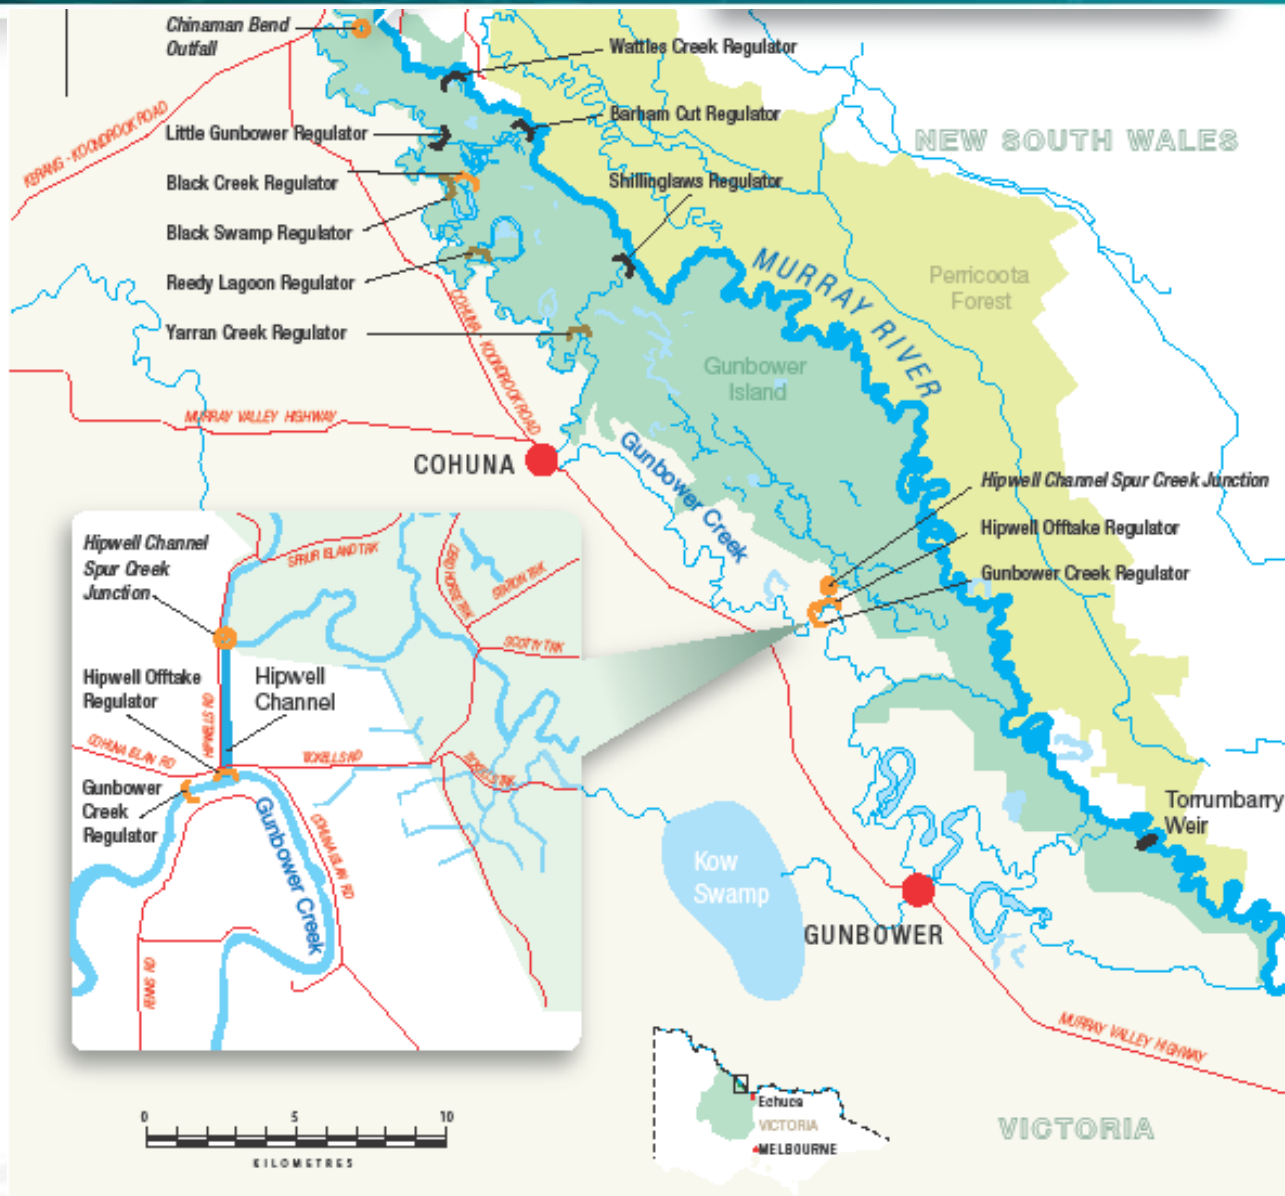 Chinaman Bend
Outfall
Wattles Creek Regulator
KERANG - KOONDROOK ROAD
Little Gunbower Regulator
Barham Cut Regulator
NEW SOUTH WALES
Black Creek Regulator
Shillinglaws Regulator
Black Swamp Regulator
Reedy Lagoon Regulator
MURRAY RIVER
Perricoota
Forest
Yarran Creek Regulator
COHUNA - KOONDROOK ROAD
Gunbower
Island
MURRAY VALLEY HIGHWAY
COHUNA
Gunbower Creek
Hipwell Channel Spur Creek Junction
Hipwell Offtake Regulator
Gunbower Creek Regulator
Hipwell Channel
Spur Creek
Junction
SPRUR ISLAND TRK
STATION TRK
SCOTTY TRK
Hipwell Offtake
Regulator
Hipwell
Channel
HIPWELLS RD
COHUNA ISLAN RD
Gunbower
Creek
Regulator
Gunbower Creek
COHUNA ISLAN RD
Torrumbarry
Weir
Kow
Swamp
GUNBOWER
MURRAY VALLEY HIGHWAY
0 5 10
KILOMETRES
Echuca
VICTORIA
MELBOURNE
VICTORIA